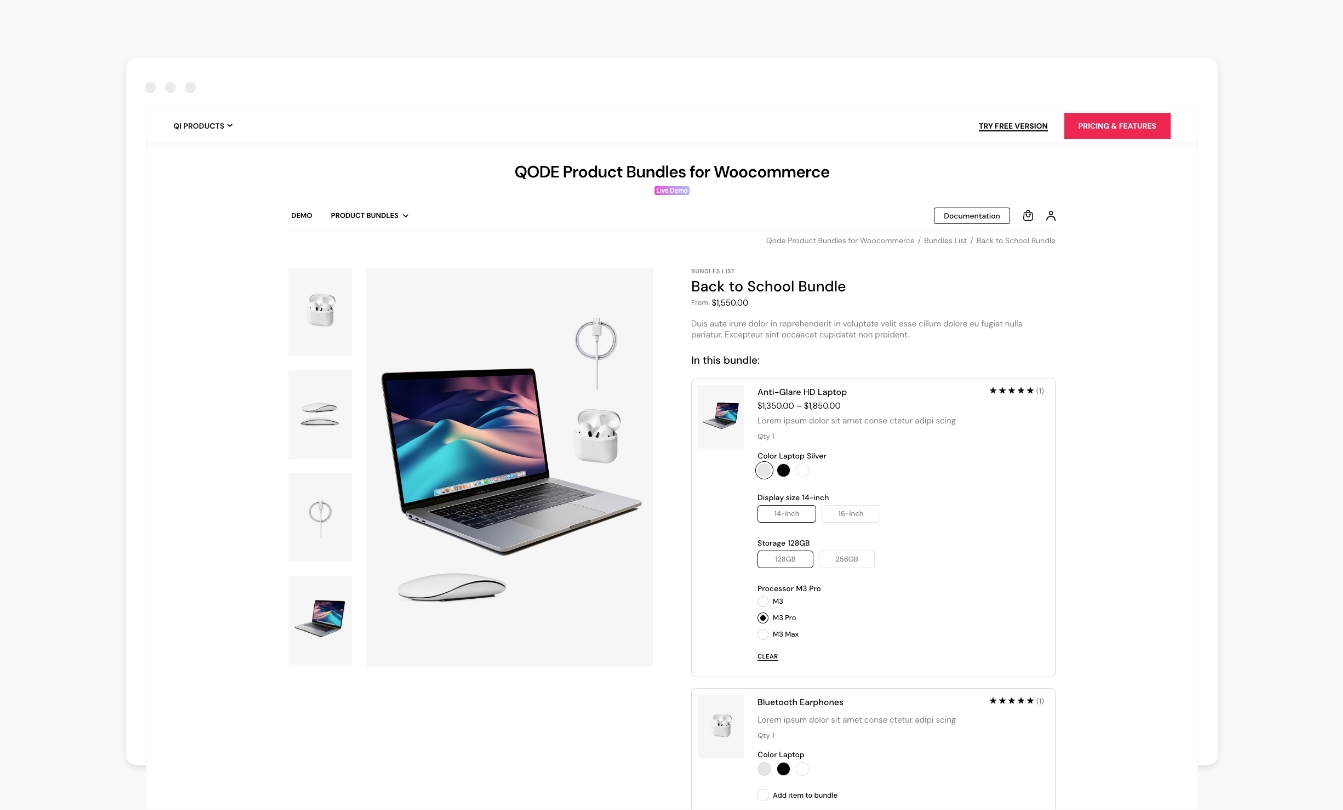 QI PRODUCTS
TRY FREE VERSION
PRICING & FEATURES
QODE Product Bundles for Woocommerce
Live Demo
DEMO
PRODUCT BUNDLES
Documentation
Qode Product Bundles for Woocommerce / Bundles List / Back to School Bundle
BUNDLES LIST
Back to School Bundle
From $1,550.00
Duis aute irure dolor in reprehenderit in voluptate velit esse cillum dolore eu fugiat nulla
pariatur. Excepteur sint occaecat cupidatat non proident.
In this bundle:
Anti-Glare HD Laptop
★★★★★ (1)
$1,350.00 – $1,850.00
Lorem ipsum dolor sit amet conse ctetur adipi scing
Qty 1
Color Laptop Silver
Display size 14-inch
14-inch
16-inch
Storage 128GB
128GB
256GB
Processor M3 Pro
M3
M3 Pro
M3 Max
CLEAR
Bluetooth Earphones
★★★★★ (1)
Lorem ipsum dolor sit amet conse ctetur adipi scing
Qty 1
Color Laptop
Add item to bundle